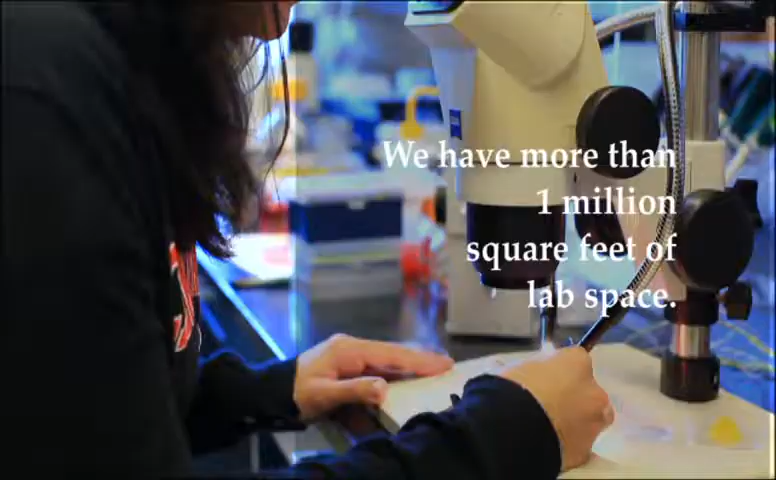 We have more than
1 million
square feet of
lab space.